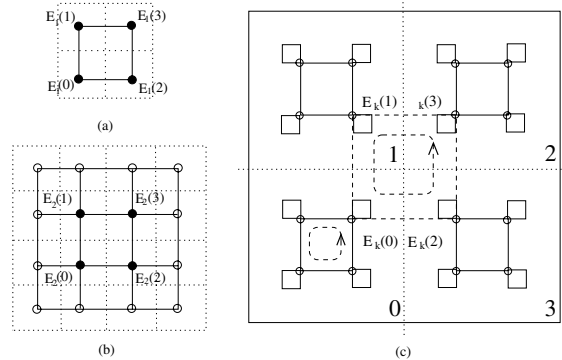 E₁(1) E₁(3)
E₁(0) E₁(2)
(a)
E₂(1) E₂(3)
E₂(0) E₂(2)
(b)
Eₖ(1) ₖ(3)
1 2
Eₖ(0) Eₖ(2)
0 3
(c)